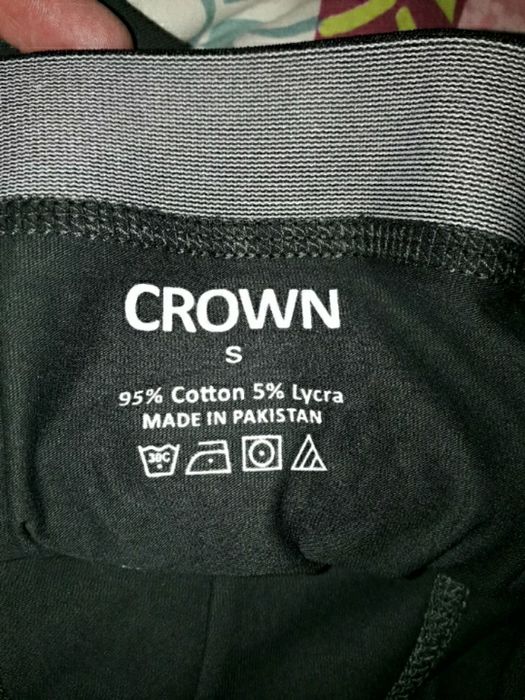 CROWN
S
95% Cotton 5% Lycra
MADE IN PAKISTAN
30C